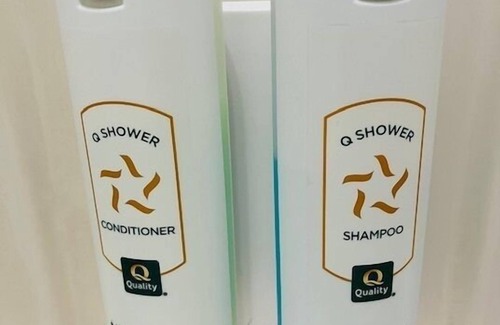 Q SHOWER
CONDITIONER
Q
Quality
Q SHOWER
SHAMPOO
Q
Quality